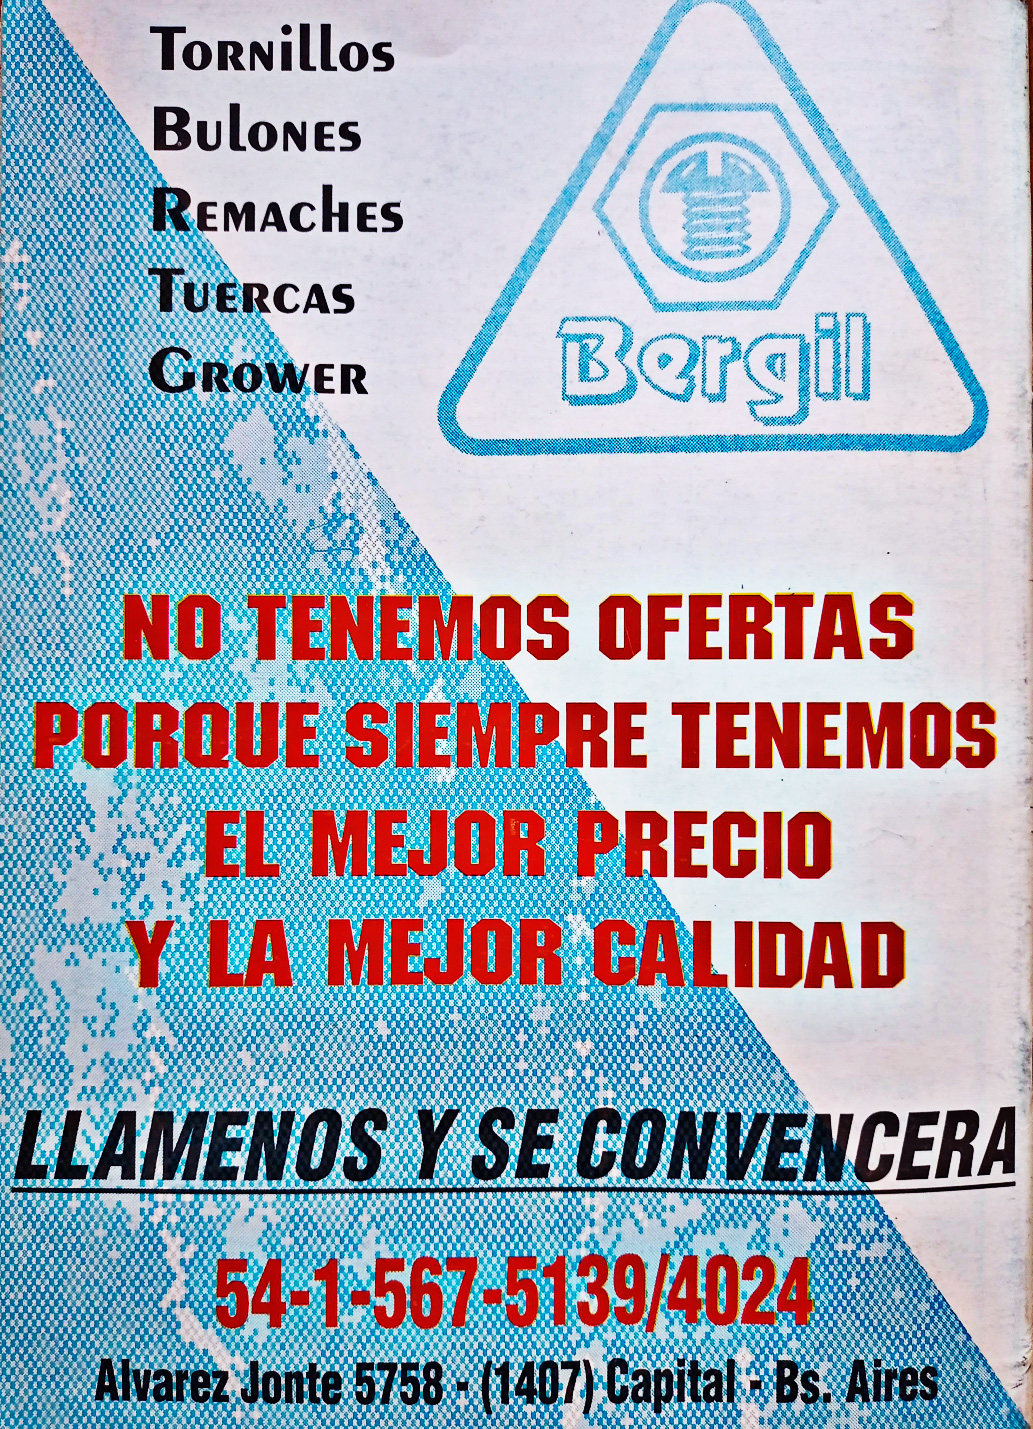 Tornillos
Bulones
Remaches
Tuercas
Grower
Bergil
NO TENEMOS OFERTAS
PORQUE SIEMPRE TENEMOS
EL MEJOR PRECIO
Y LA MEJOR CALIDAD
LLAMENOS Y SE CONVENCERA
54-1-567-5139/4024
Alvarez Jonte 5758 - (1407) Capital - Bs. Aires